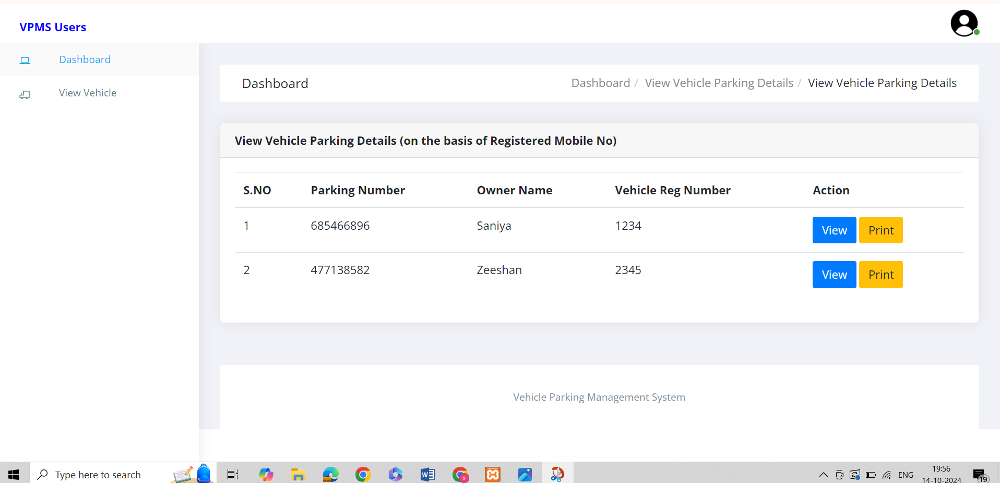 VPMS Users
Dashboard
View Vehicle
Dashboard
Dashboard / View Vehicle Parking Details / View Vehicle Parking Details
View Vehicle Parking Details (on the basis of Registered Mobile No)
S.NO Parking Number Owner Name Vehicle Reg Number Action
1 685466896 Saniya 1234 View Print
2 477138582 Zeeshan 2345 View Print
Vehicle Parking Management System
Type here to search
ENG
19:56
14-10-2024
19